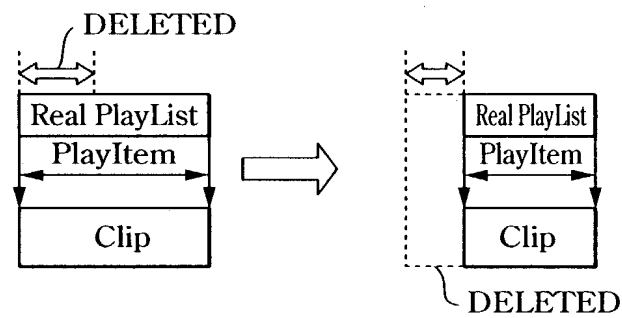 DELETED
Real PlayList
PlayItem
Clip
Real PlayList
PlayItem
Clip
DELETED